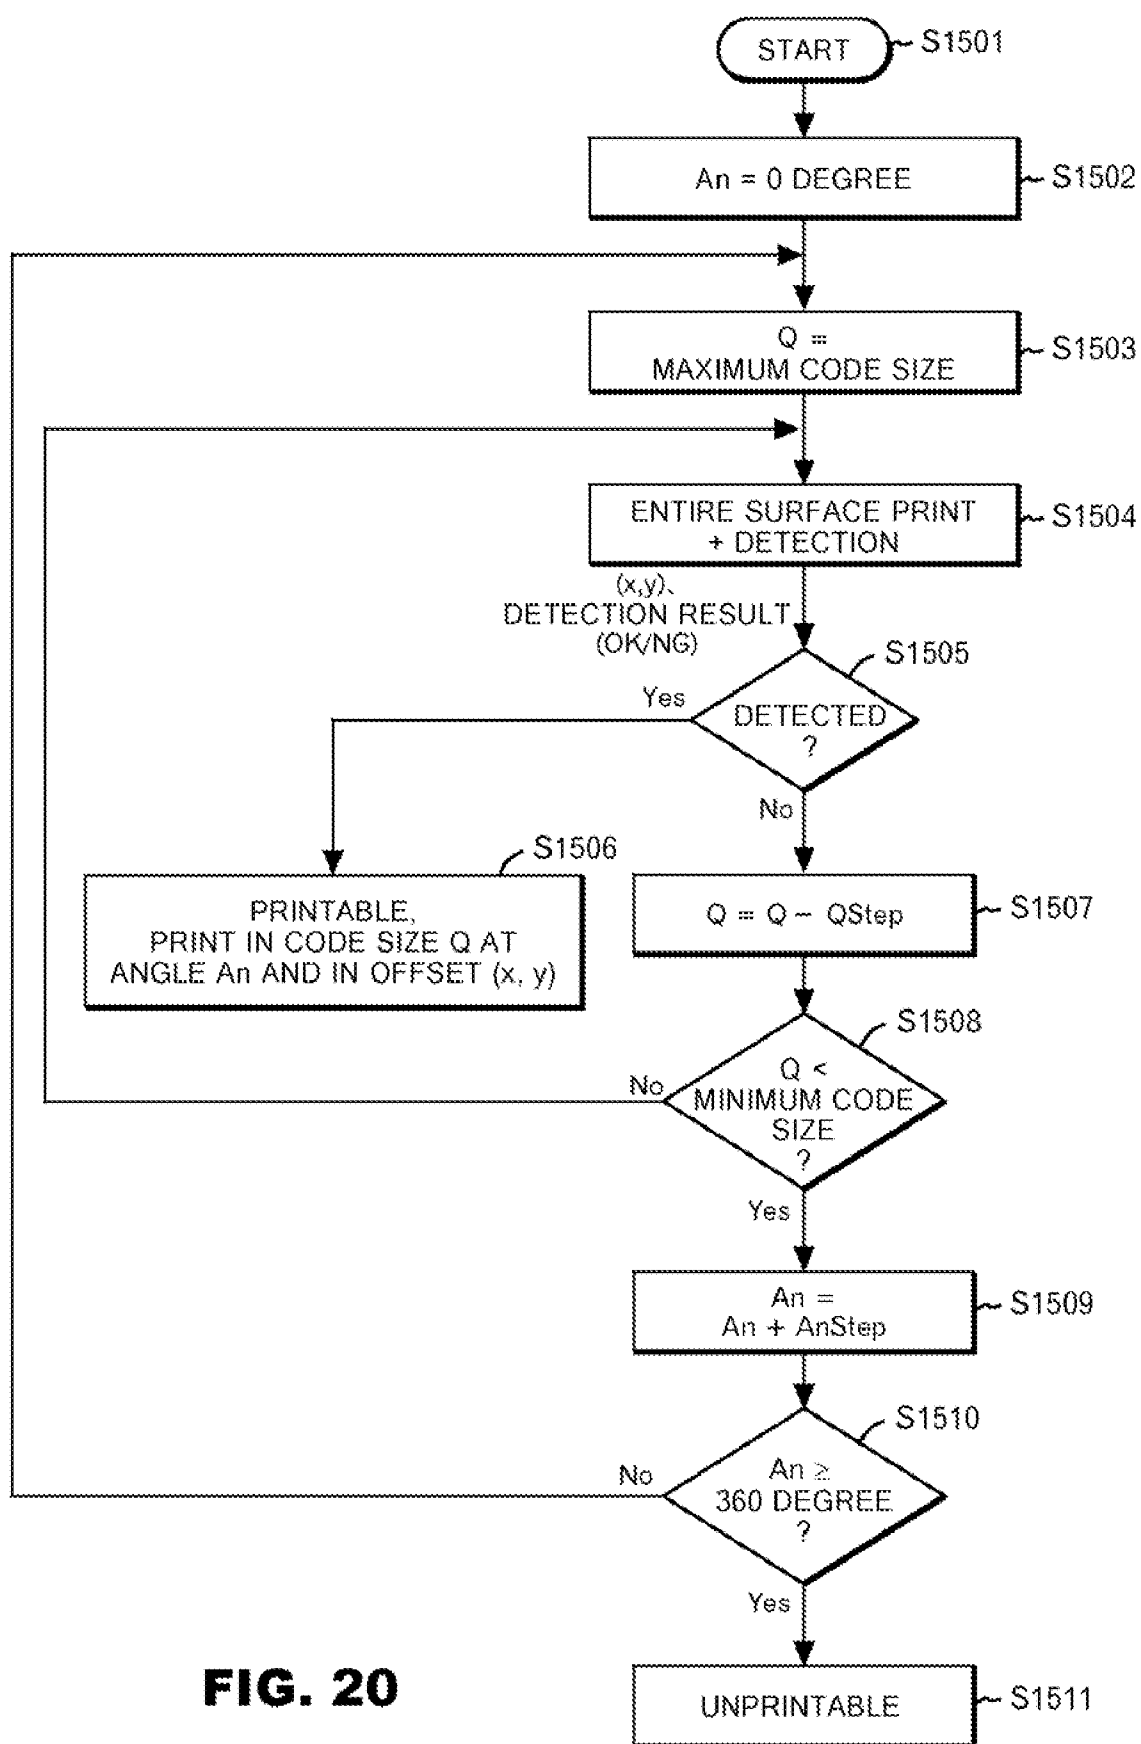 START
S1501
An = 0 DEGREE
S1502
Q =
MAXIMUM CODE SIZE
S1503
ENTIRE SURFACE PRINT
+ DETECTION
S1504
(x,y)、
DETECTION RESULT
(OK/NG)
S1505
Yes
DETECTED
?
No
S1506
PRINTABLE,
PRINT IN CODE SIZE Q AT
ANGLE An AND IN OFFSET (x, y)
Q = Q − QStep
S1507
S1508
No
Q <
MINIMUM CODE
SIZE
?
Yes
An =
An + AnStep
S1509
S1510
No
An ≥
360 DEGREE
?
Yes
UNPRINTABLE
S1511
FIG. 20